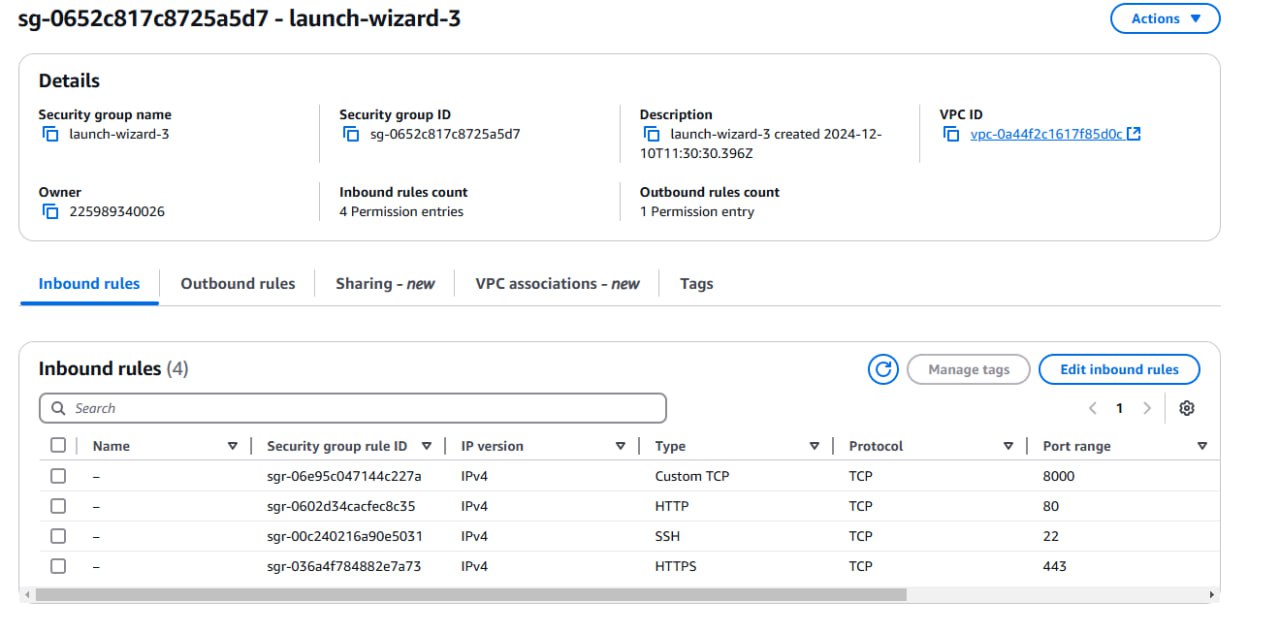 sg-0652c817c8725a5d7 - launch-wizard-3
Actions
Details
Security group name
launch-wizard-3
Security group ID
sg-0652c817c8725a5d7
Description
launch-wizard-3 created 2024-12-
10T11:30:30.396Z
VPC ID
vpc-0a44f2c1617f85d0c
Owner
225989340026
Inbound rules count
4 Permission entries
Outbound rules count
1 Permission entry
Inbound rules Outbound rules Sharing - new VPC associations - new Tags
Inbound rules (4)
Manage tags
Edit inbound rules
Search
1
Name Security group rule ID IP version Type Protocol Port range
– sgr-06e95c047144c227a IPv4 Custom TCP TCP 8000
– sgr-0602d34cacfec8c35 IPv4 HTTP TCP 80
– sgr-00c240216a90e5031 IPv4 SSH TCP 22
– sgr-036a4f784882e7a73 IPv4 HTTPS TCP 443